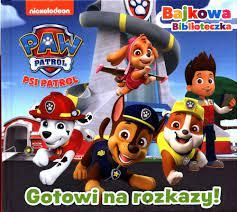 nickelodeon
Bajkowa
Biblioteczka
PAW
PATROL
PSI PATROL
Gotowi na rozkazy!